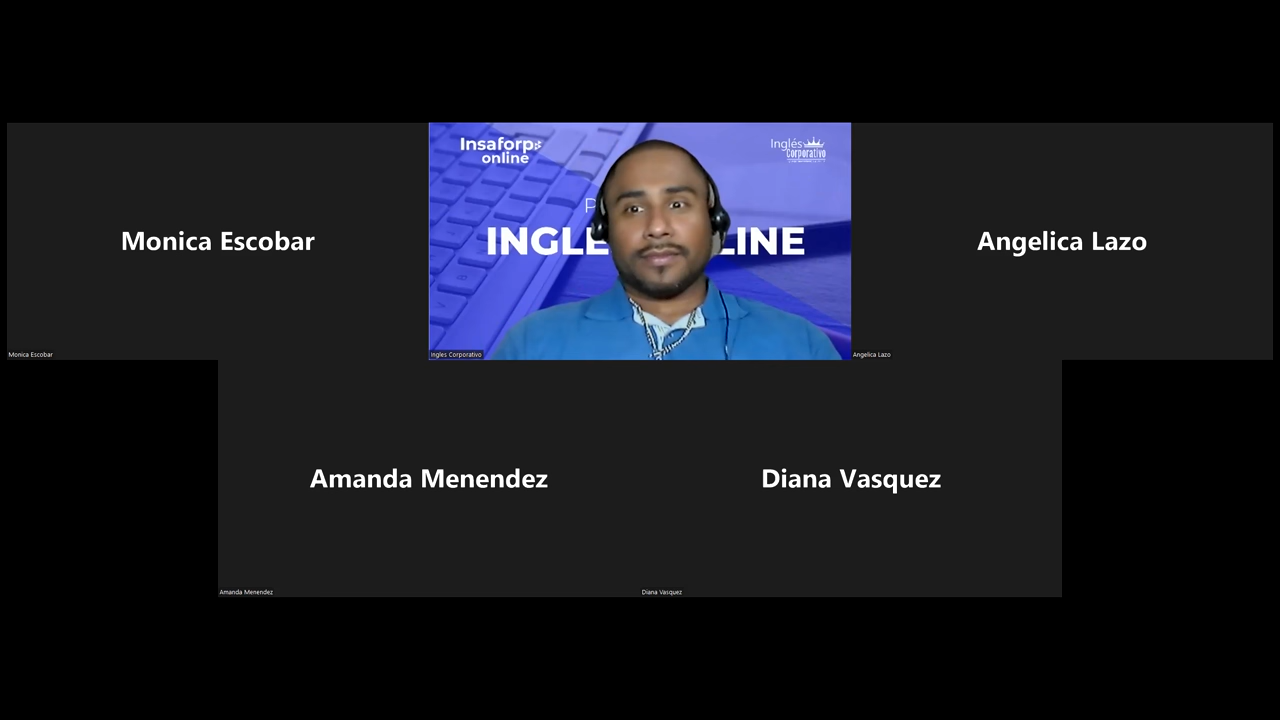 Monica Escobar
Monica Escobar
Insaforp
online
Inglés
Corporativo
P
INGLE LINE
Ingles Corporativo
Angelica Lazo
Angelica Lazo
Amanda Menendez
Amanda Menendez
Diana Vasquez
Diana Vasquez